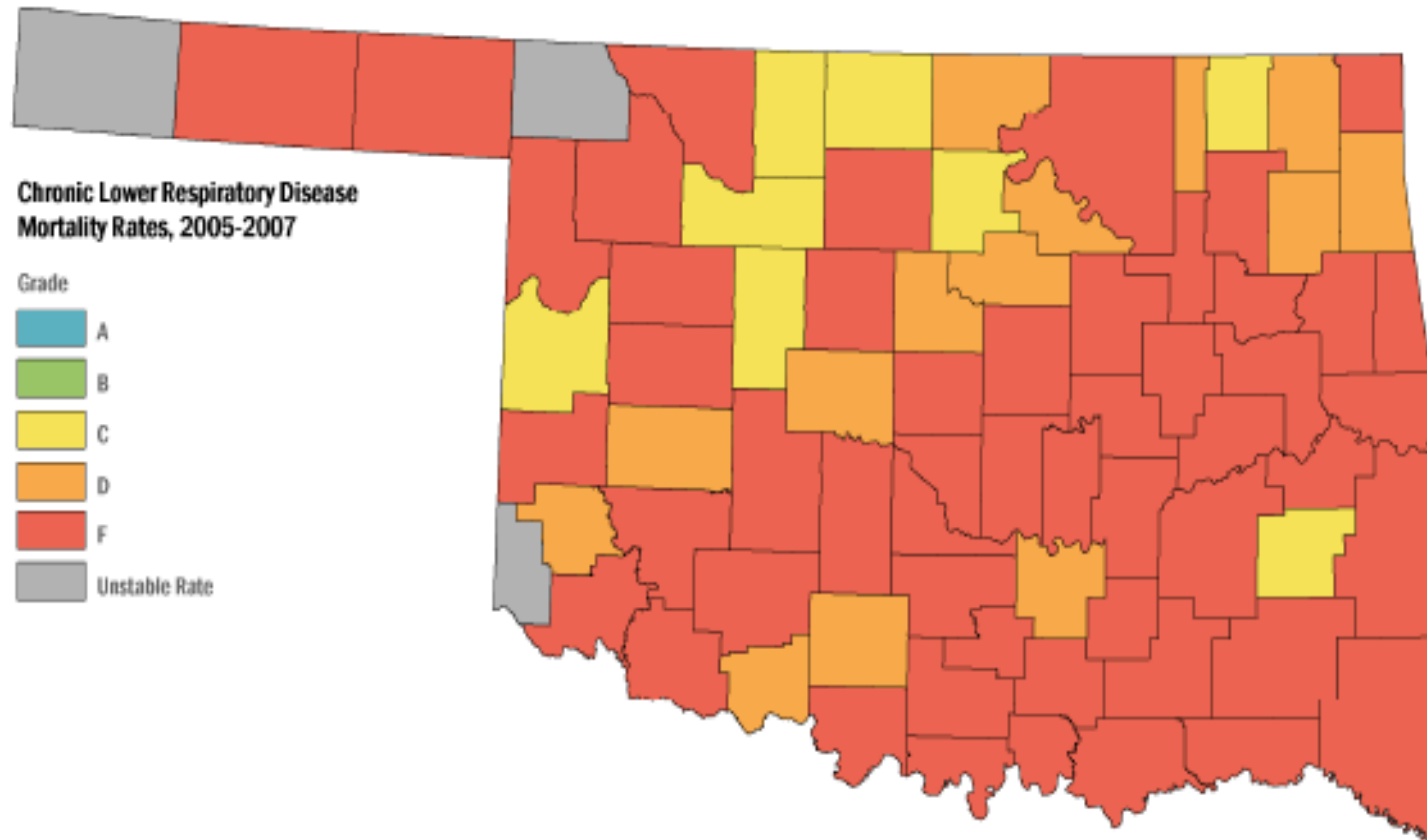 Chronic Lower Respiratory Disease
Mortality Rates, 2005-2007
Grade
A
B
C
D
F
Unstable Rate